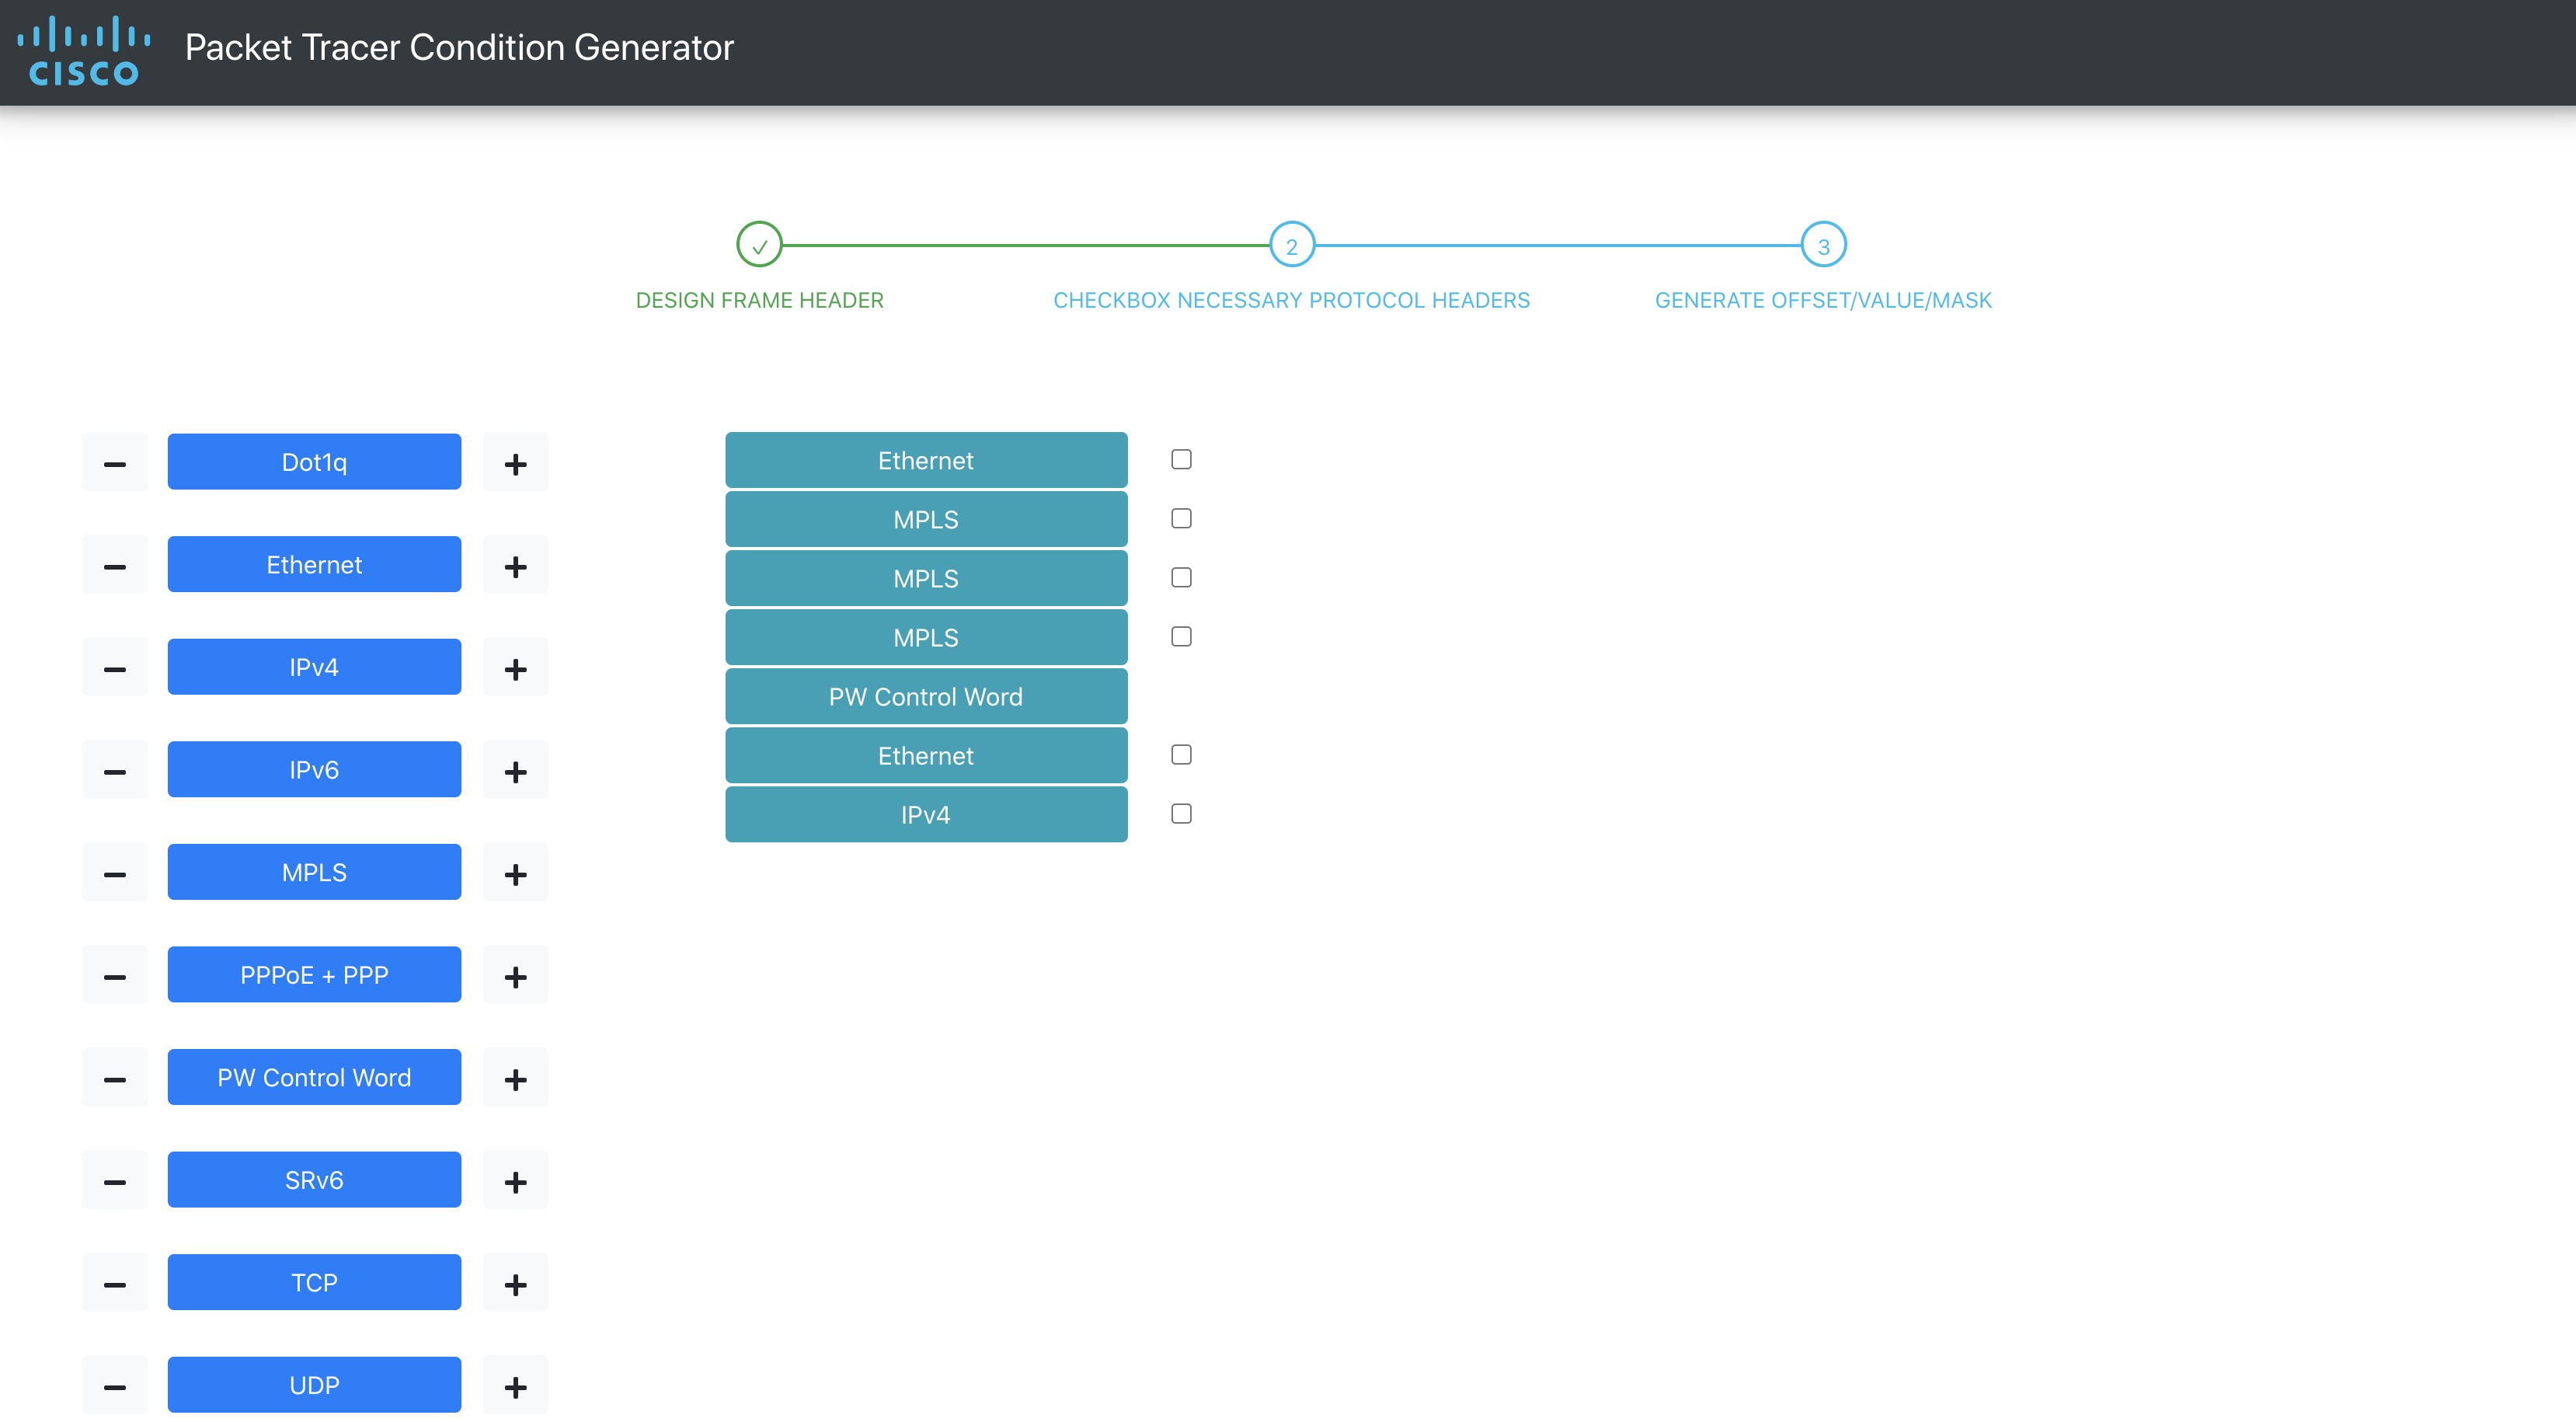 CISCO
Packet Tracer Condition Generator
2
3
DESIGN FRAME HEADER
CHECKBOX NECESSARY PROTOCOL HEADERS
GENERATE OFFSET/VALUE/MASK
Dot1q
Ethernet
IPv4
IPv6
MPLS
PPPoE + PPP
PW Control Word
SRv6
TCP
UDP
Ethernet
MPLS
MPLS
MPLS
PW Control Word
Ethernet
IPv4